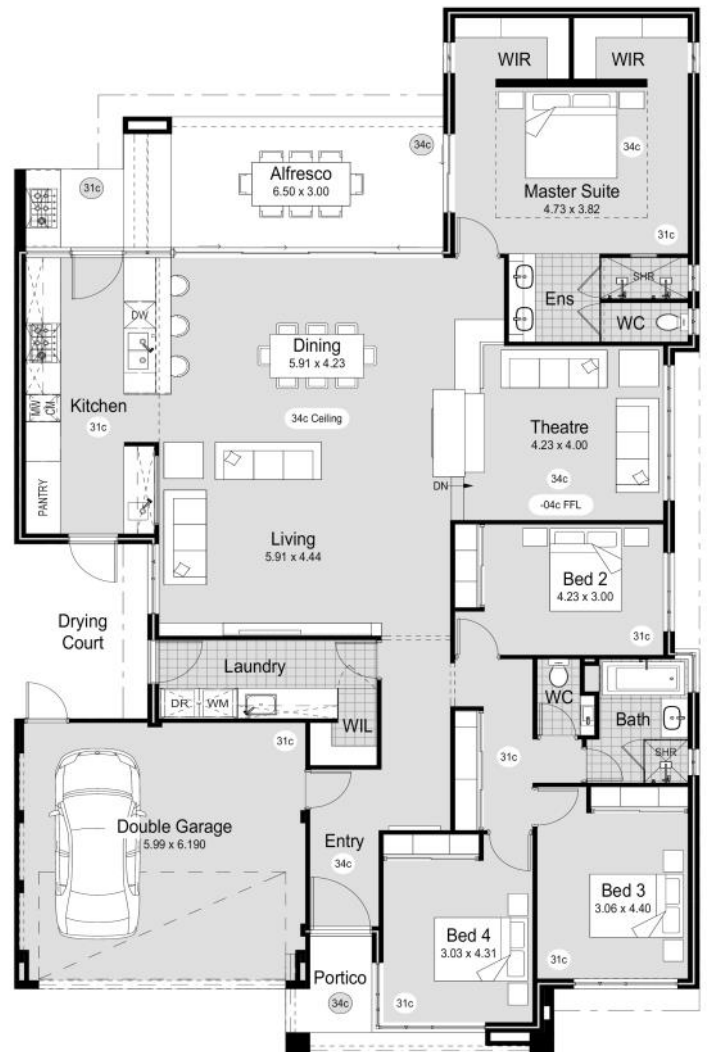 WIR
WIR
34c
Alfresco
6.50 x 3.00
34c
Master Suite
4.73 x 3.82
31c
31c
SHR
Ens
WC
DW
Dining
5.91 x 4.23
MW
CM
Kitchen
31c
34c Ceiling
Theatre
4.23 x 4.00
34c
-04c FFL
DN
PANTRY
Living
5.91 x 4.44
Bed 2
4.23 x 3.00
31c
Drying
Court
Laundry
DR
WM
WIL
WC
Bath
SHR
31c
31c
Double Garage
5.99 x 6.190
Entry
34c
Bed 3
3.06 x 4.40
31c
Bed 4
3.03 x 4.31
31c
Portico
34c